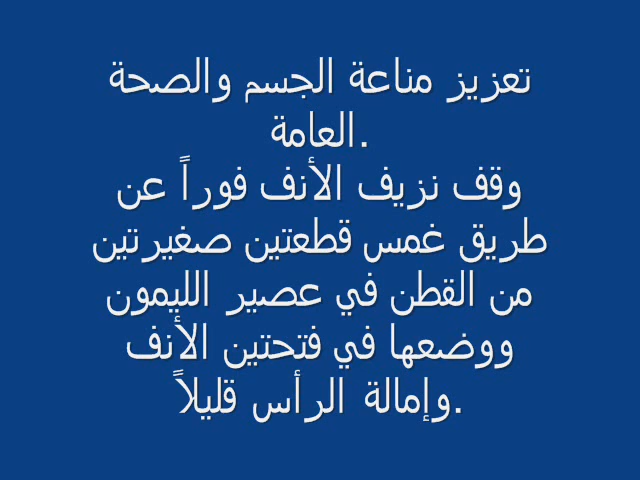 تعزيز مناعة الجسم والصحة
العامة.
وقف نزيف الأنف فوراً عن
طريق غمس قطعتين صغيرتين
من القطن في عصير الليمون
ووضعها في فتحتين الأنف
وإمالة الرأس قليلاً.